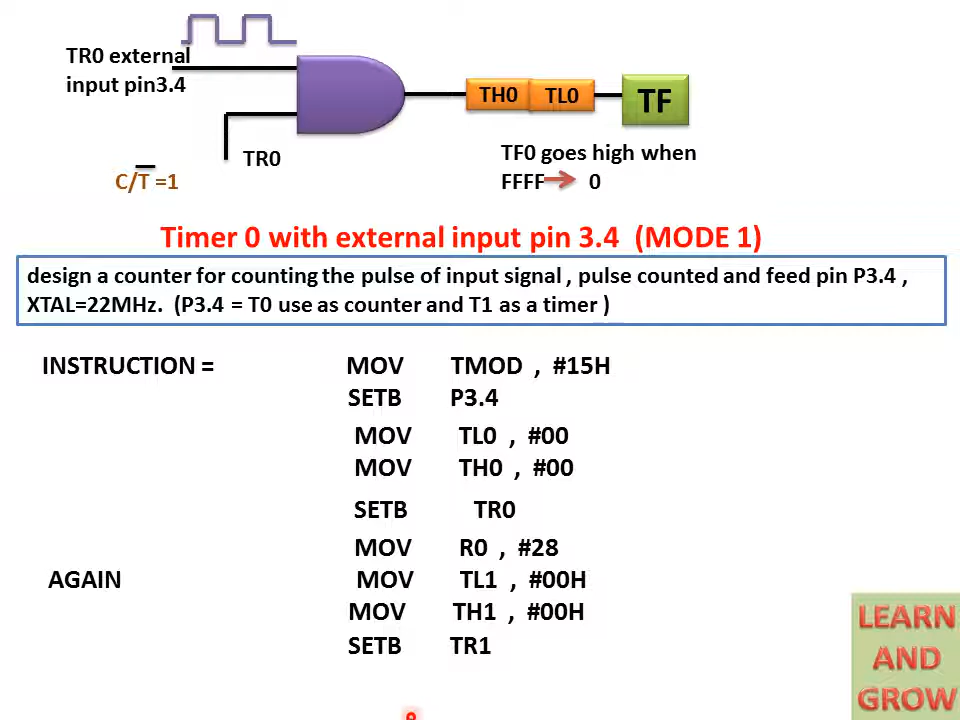 TR0 external
input pin3.4
TH0 TL0 TF
TR0
C/T̅ =1
TF0 goes high when
FFFF → 0
Timer 0 with external input pin 3.4 (MODE 1)
design a counter for counting the pulse of input signal , pulse counted and feed pin P3.4 ,
XTAL=22MHz. (P3.4 = T0 use as counter and T1 as a timer )
INSTRUCTION = MOV TMOD , #15H
SETB P3.4
MOV TL0 , #00
MOV TH0 , #00
SETB TR0
MOV R0 , #28
AGAIN MOV TL1 , #00H
MOV TH1 , #00H
SETB TR1
LEARN
AND
GROW